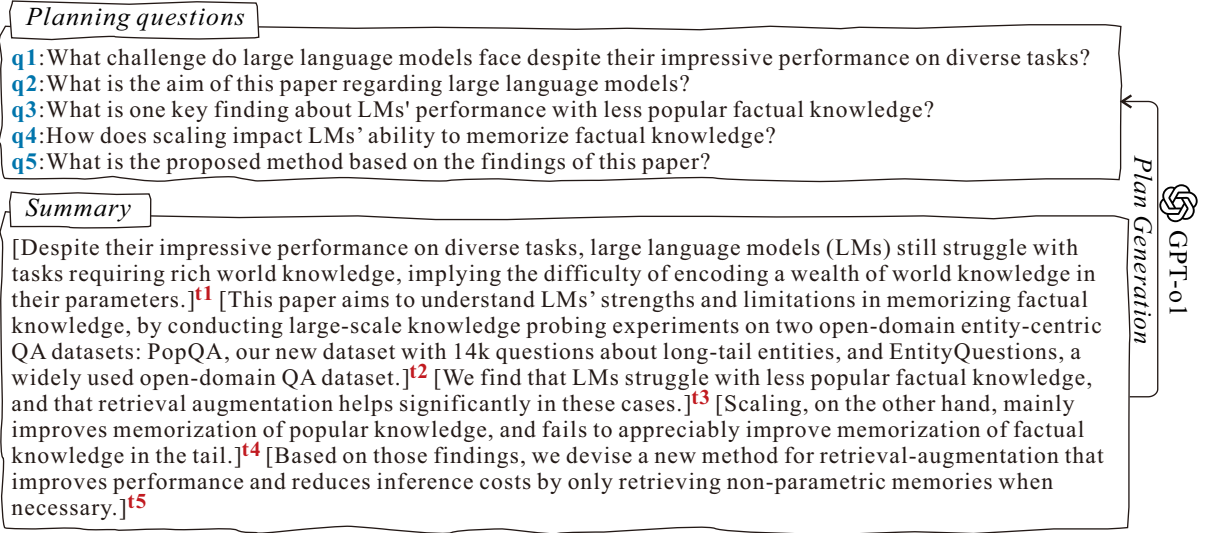 Planning questions
q1:What challenge do large language models face despite their impressive performance on diverse tasks?
q2:What is the aim of this paper regarding large language models?
q3:What is one key finding about LMs' performance with less popular factual knowledge?
q4:How does scaling impact LMs' ability to memorize factual knowledge?
q5:What is the proposed method based on the findings of this paper?
Plan Generation
GPT-o1
Summary
[Despite their impressive performance on diverse tasks, large language models (LMs) still struggle with
tasks requiring rich world knowledge, implying the difficulty of encoding a wealth of world knowledge in
their parameters.]t1 [This paper aims to understand LMs' strengths and limitations in memorizing factual
knowledge, by conducting large-scale knowledge probing experiments on two open-domain entity-centric
QA datasets: PopQA, our new dataset with 14k questions about long-tail entities, and EntityQuestions, a
widely used open-domain QA dataset.]t2 [We find that LMs struggle with less popular factual knowledge,
and that retrieval augmentation helps significantly in these cases.]t3 [Scaling, on the other hand, mainly
improves memorization of popular knowledge, and fails to appreciably improve memorization of factual
knowledge in the tail.]t4 [Based on those findings, we devise a new method for retrieval-augmentation that
improves performance and reduces inference costs by only retrieving non-parametric memories when
necessary.]t5